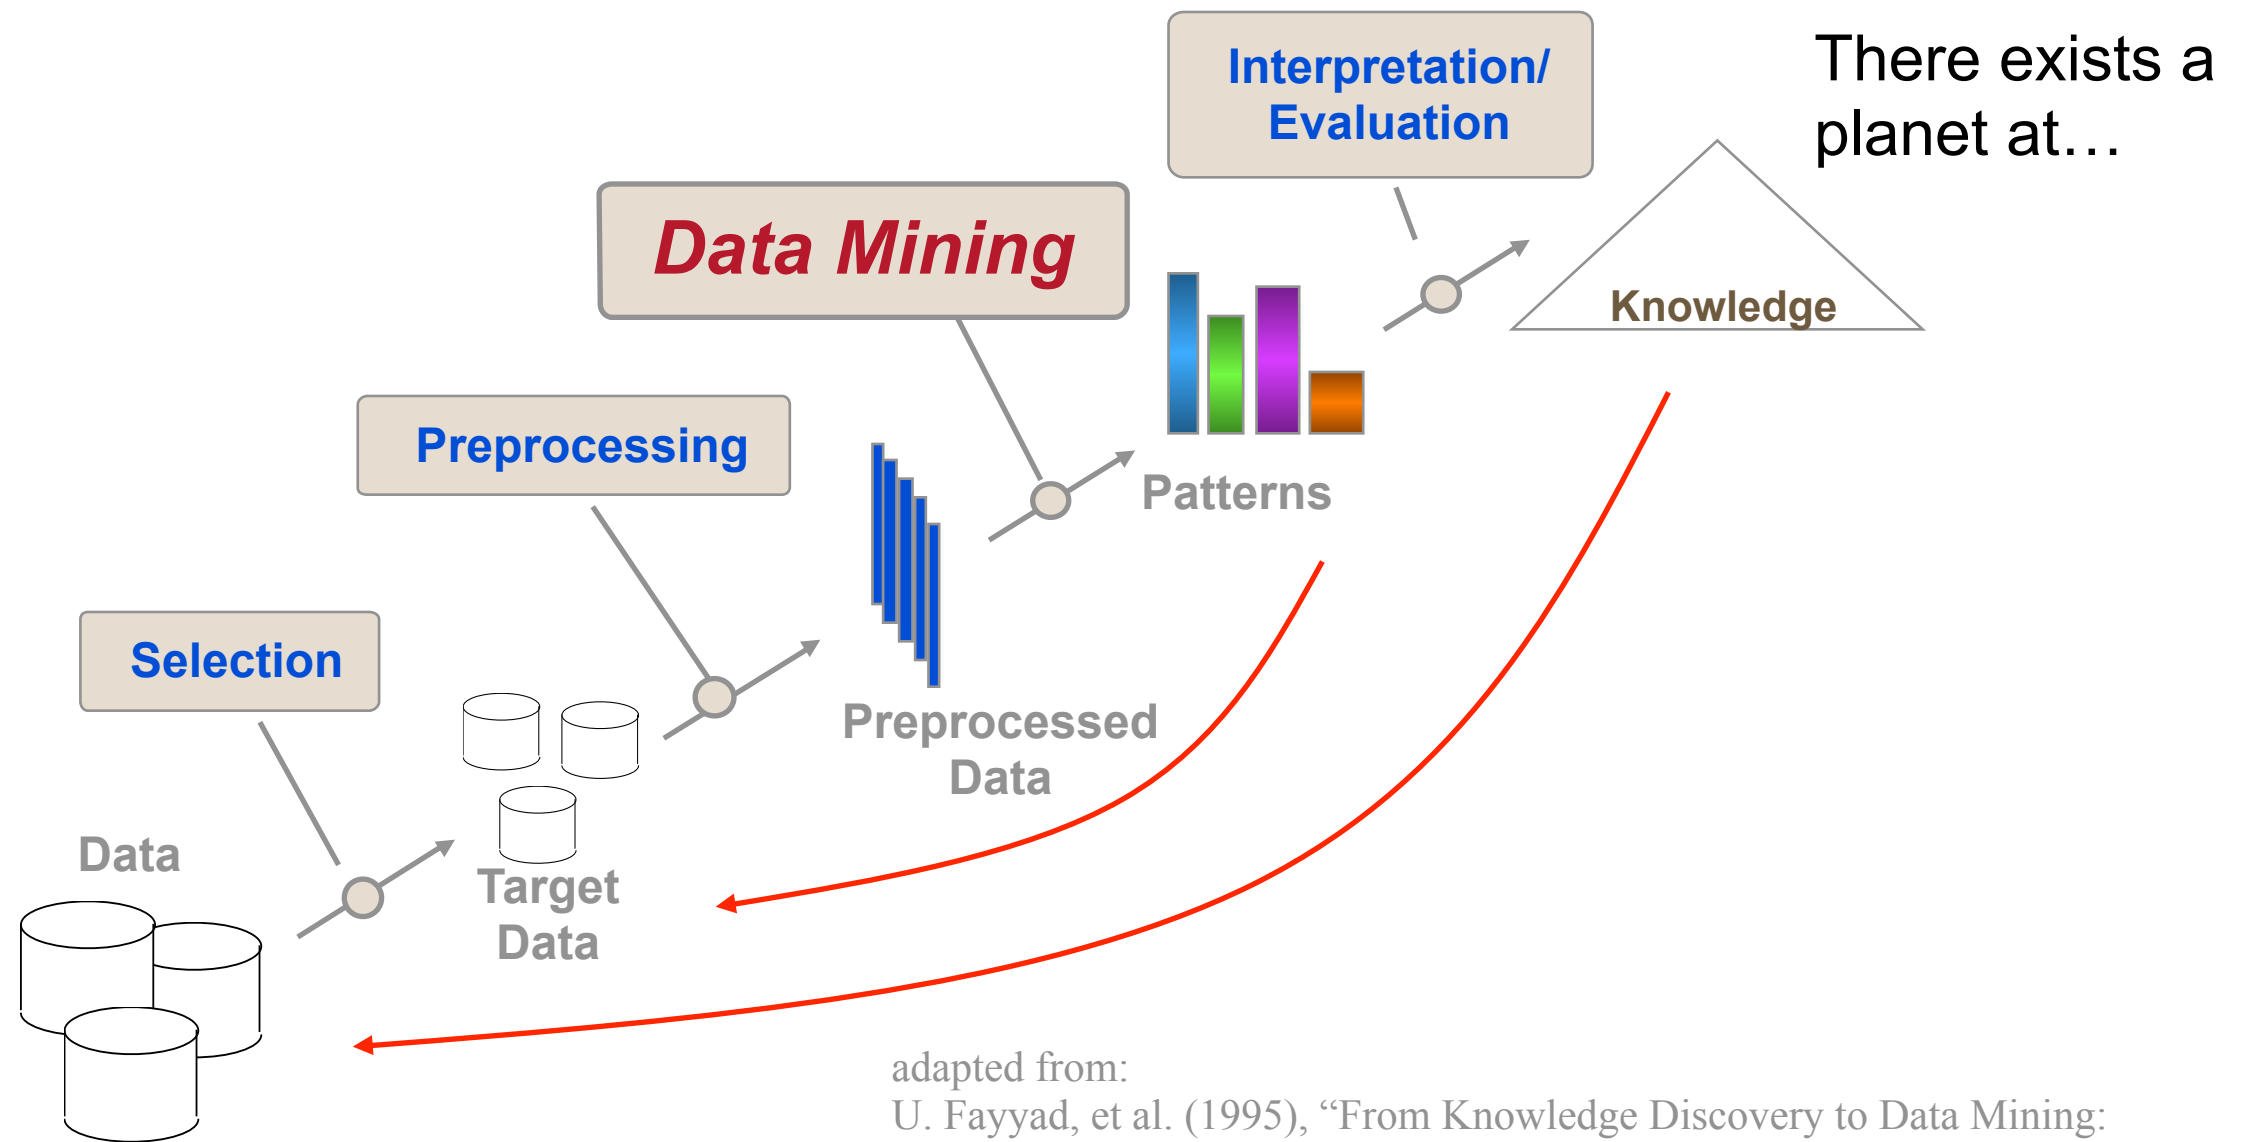 There exists a
planet at…
Interpretation/
Evaluation
Data Mining
Knowledge
Preprocessing
Patterns
Selection
Preprocessed
Data
Data
Target
Data
adapted from:
U. Fayyad, et al. (1995), “From Knowledge Discovery to Data Mining: